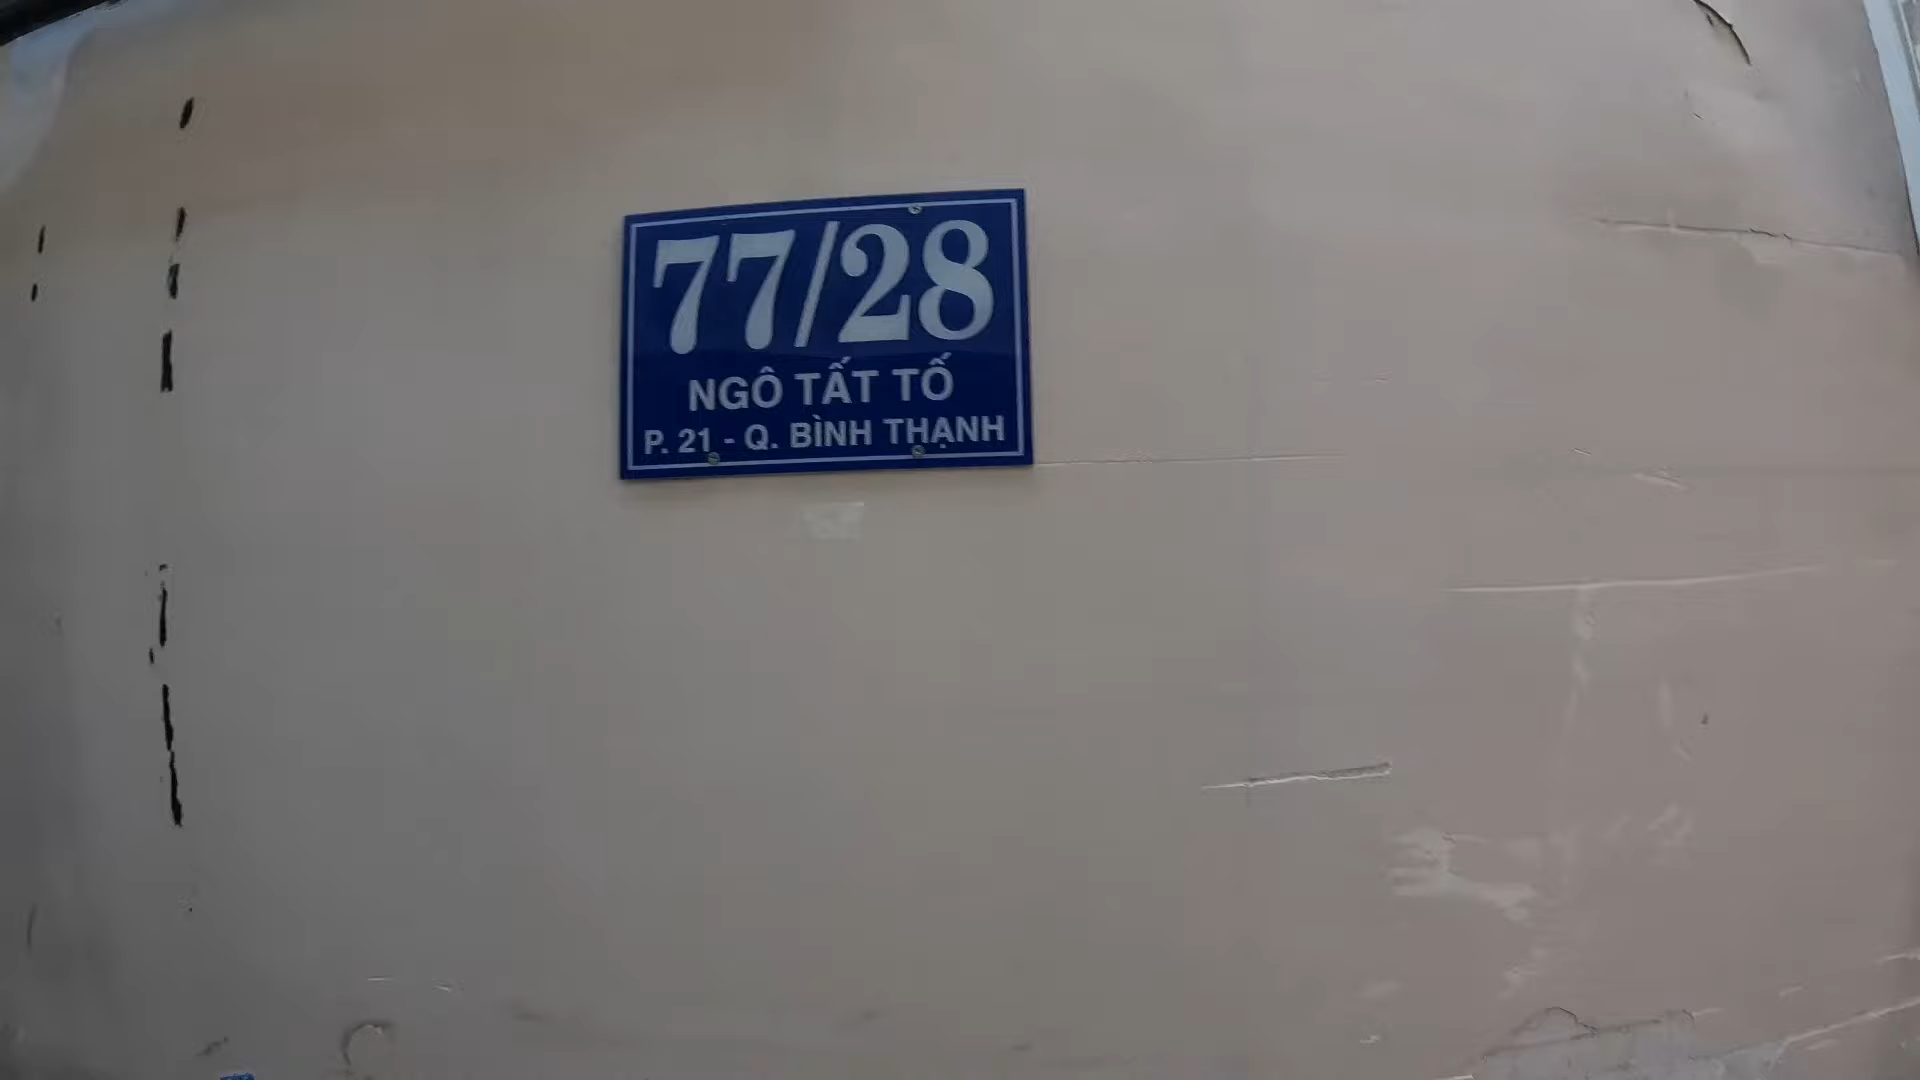 77/28
NGÔ TẤT TỐ
P. 21 - Q. BÌNH THẠNH